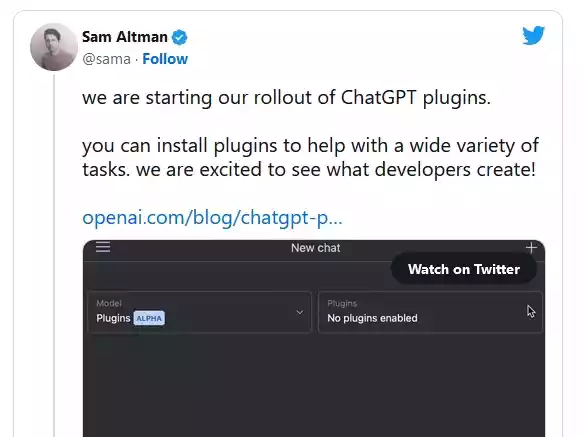 Sam Altman
@sama · Follow
we are starting our rollout of ChatGPT plugins.
you can install plugins to help with a wide variety of
tasks. we are excited to see what developers create!
openai.com/blog/chatgpt-p...
New chat
Watch on Twitter
Model
Plugins ALPHA
Plugins
No plugins enabled